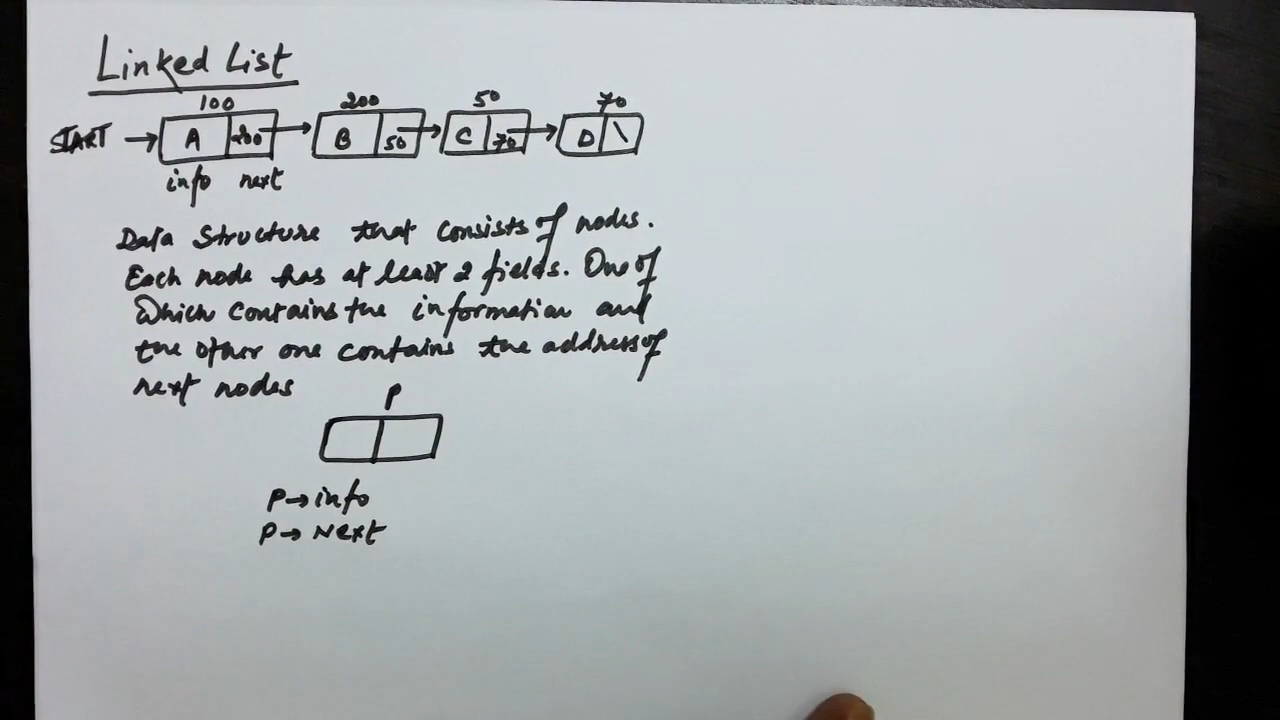 Linked List
100 200 50 70
START → A 200 → B 50 → C 70 → D \
info next
Data Structure that consists of nodes.
Each node has at least 2 fields. One of
Which contains the information and
the other one contains the address of
next nodes
P
P→info
P→Next